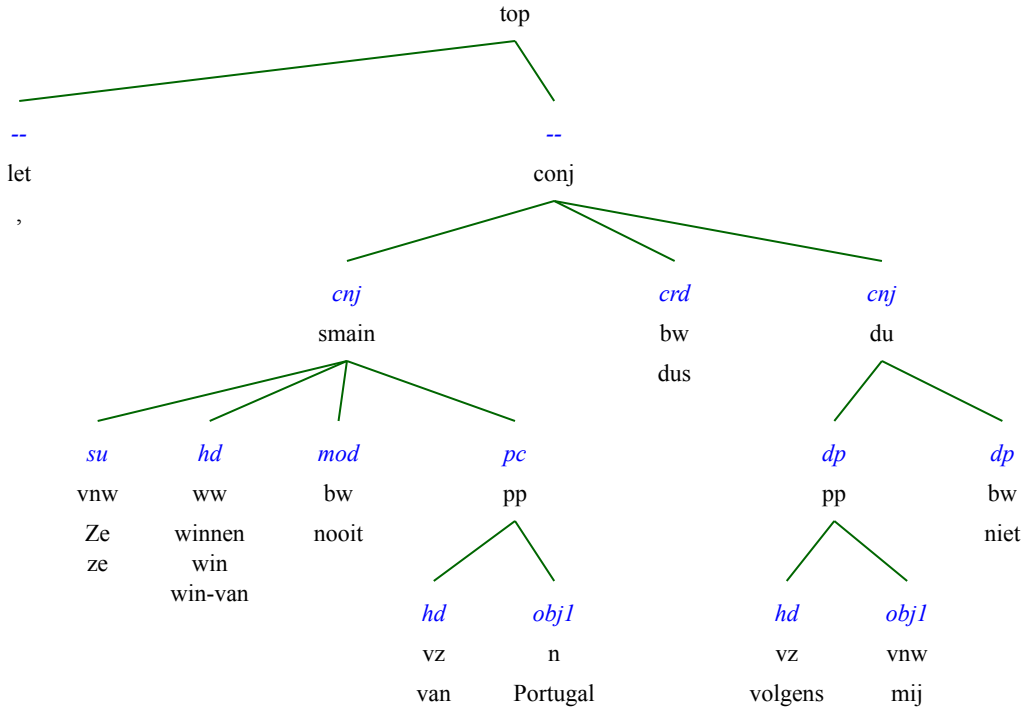 top
-- --
let conj
,
cnj crd cnj
smain bw du
dus
su hd mod pc dp dp
vnw ww bw pp pp bw
Ze winnen nooit niet
ze win
win-van
hd obj1 hd obj1
vz n vz vnw
van Portugal volgens mij